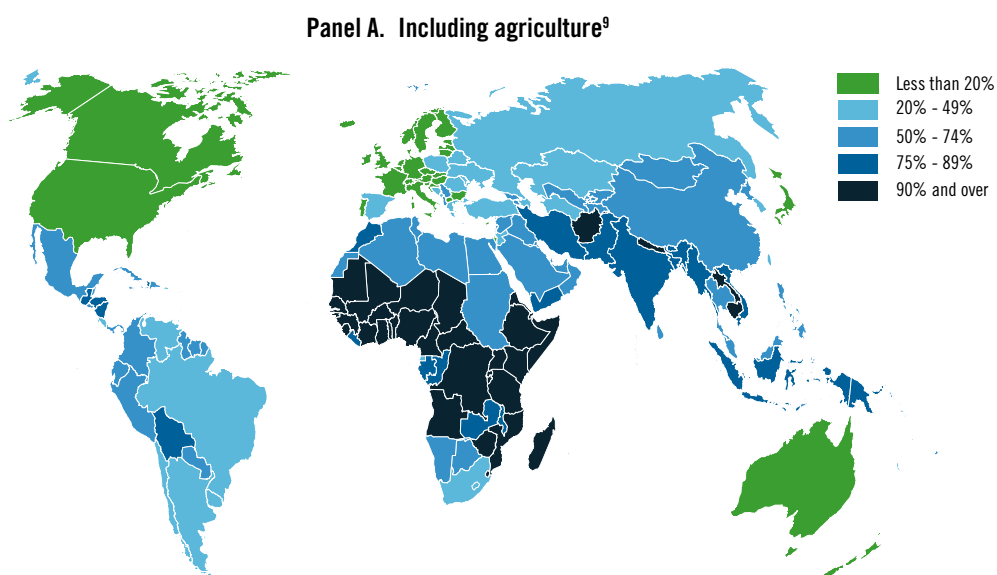 Panel A. Including agriculture⁹
Less than 20%
20% - 49%
50% - 74%
75% - 89%
90% and over